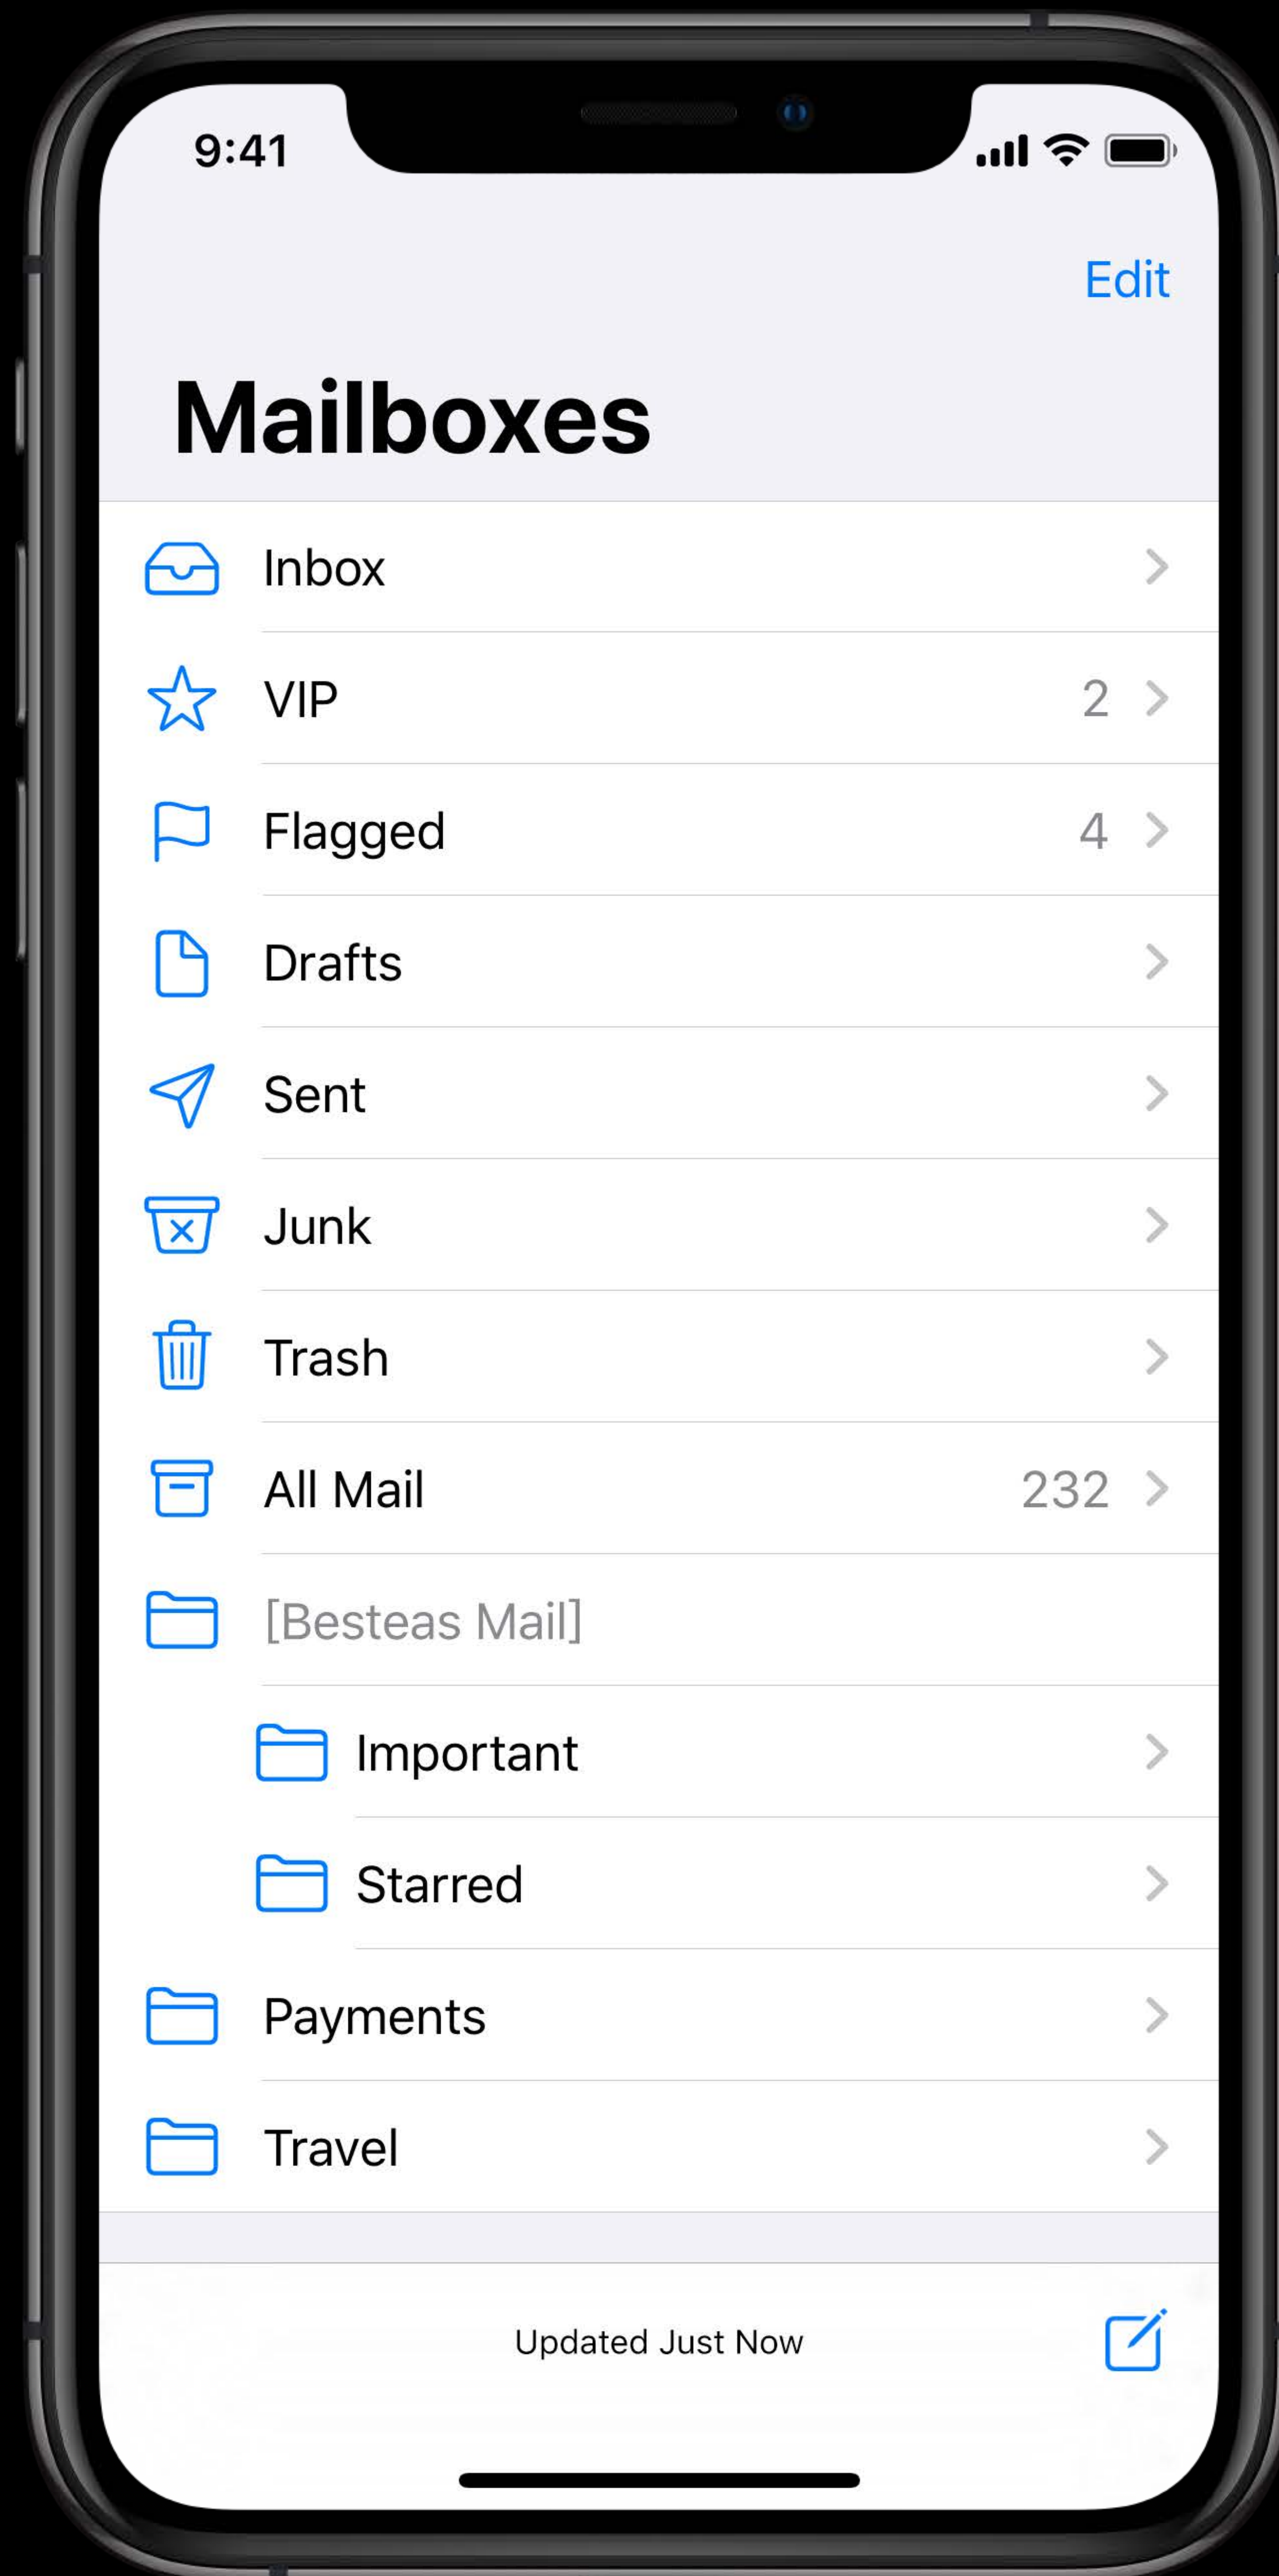 9:41
Edit
Mailboxes
Inbox
VIP 2
Flagged 4
Drafts
Sent
Junk
Trash
All Mail 232
[Besteas Mail]
Important
Starred
Payments
Travel
Updated Just Now